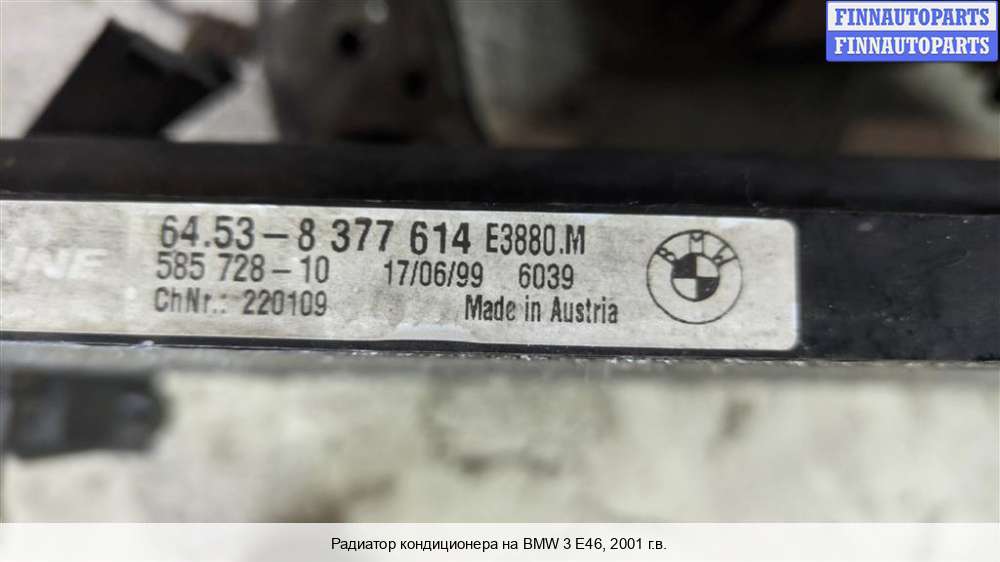 FINNAUTOPARTS
FINNAUTOPARTS
64.53-8 377 614 E3880.M
585 728-10 17/06/99 6039
ChNr.: 220109 Made in Austria
BMW
Радиатор кондиционера на BMW 3 E46, 2001 г.в.